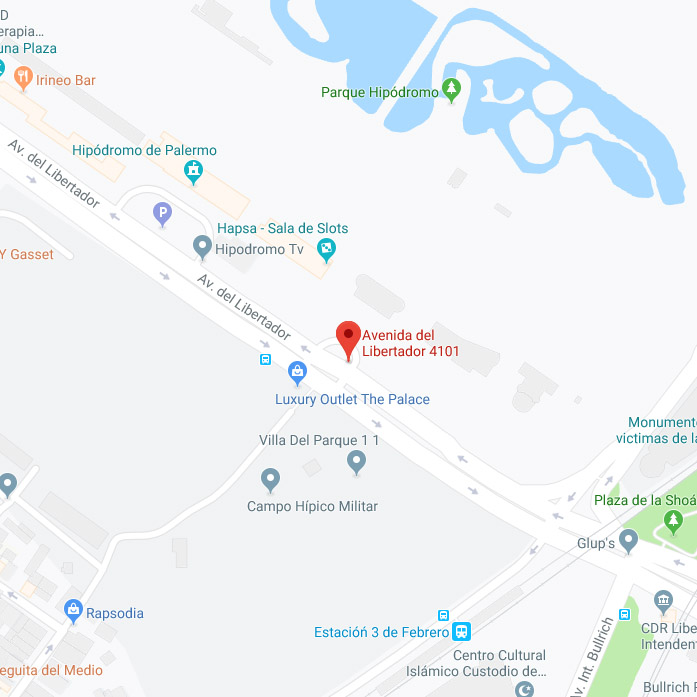 D
erapia...
una Plaza
Irineo Bar
Parque Hipódromo
Av. del Libertador
Hipódromo de Palermo
P
Hapsa - Sala de Slots
Hipodromo Tv
Y Gasset
Av. del Libertador
Avenida del
Libertador 4101
Luxury Outlet The Palace
Monumento
victimas de la
Villa Del Parque 1 1
Campo Hípico Militar
Plaza de la Shoá
Glup's
Rapsodia
Estación 3 de Febrero
CDR Libe
Intendent
Av. Int. Bullrich
Centro Cultural
Islámico Custodio de...
eguita del Medio
Bullrich P